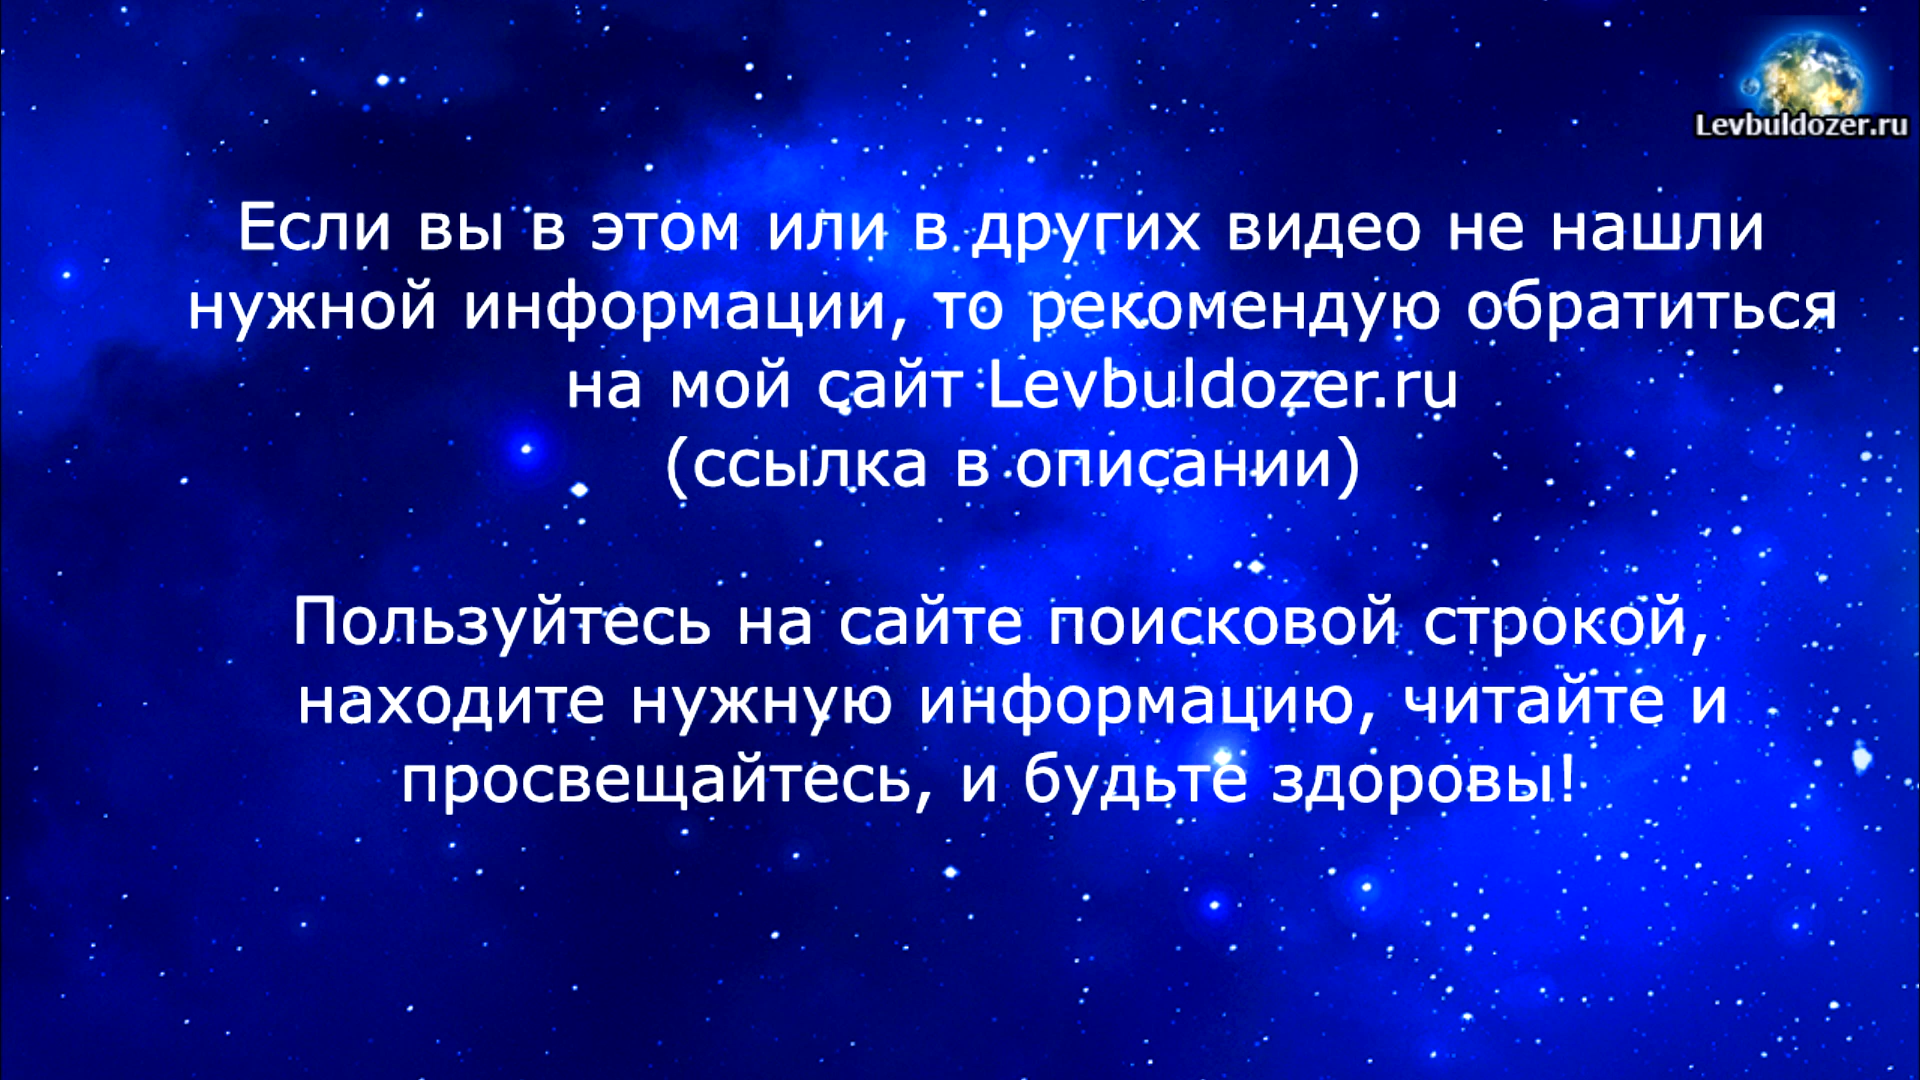 Levbuldozer.ru
Если вы в этом или в других видео не нашли
нужной информации, то рекомендую обратиться
на мой сайт Levbuldozer.ru
(ссылка в описании)
Пользуйтесь на сайте поисковой строкой,
находите нужную информацию, читайте и
просвещайтесь, и будьте здоровы!